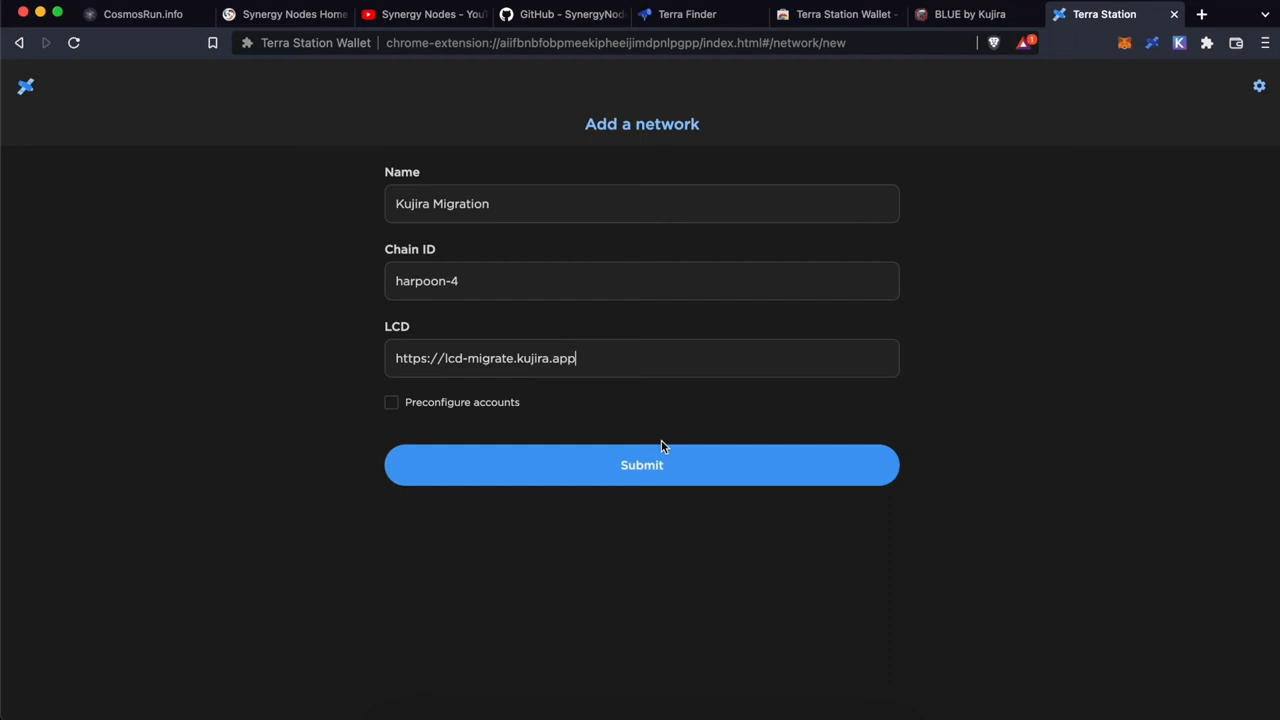 CosmosRun.info
Synergy Nodes Home
Synergy Nodes - You
GitHub - SynergyNod
Terra Finder
Terra Station Wallet -
BLUE by Kujira
Terra Station
Terra Station Wallet
chrome-extension://aiifbnbfobpmeekipheeijimdpnlpgpp/index.html#/network/new
1
K
Add a network
Name
Kujira Migration
Chain ID
harpoon-4
LCD
https://lcd-migrate.kujira.app
Preconfigure accounts
Submit